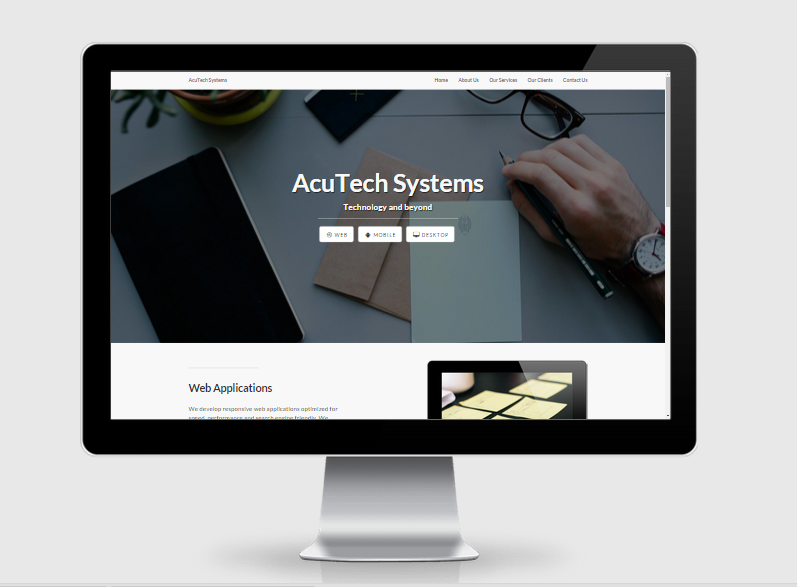 AcuTech Systems
Home About Us Our Services Our Clients Contact Us
AcuTech Systems
Technology and beyond
WEB MOBILE DESKTOP
Web Applications
We develop responsive web applications optimized for
speed, performance and search engine friendly. We